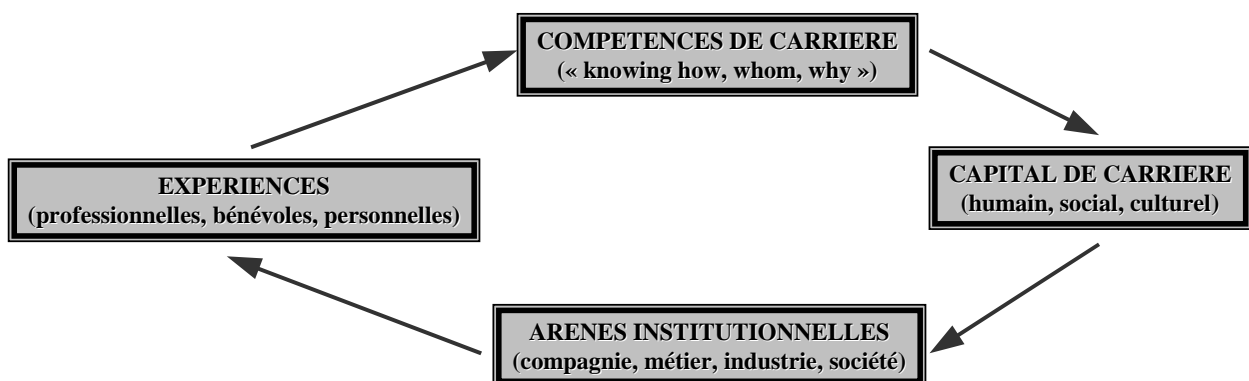 COMPETENCES DE CARRIERE
(« knowing how, whom, why »)
CAPITAL DE CARRIERE
(humain, social, culturel)
EXPERIENCES
(professionnelles, bénévoles, personnelles)
ARENES INSTITUTIONNELLES
(compagnie, métier, industrie, société)